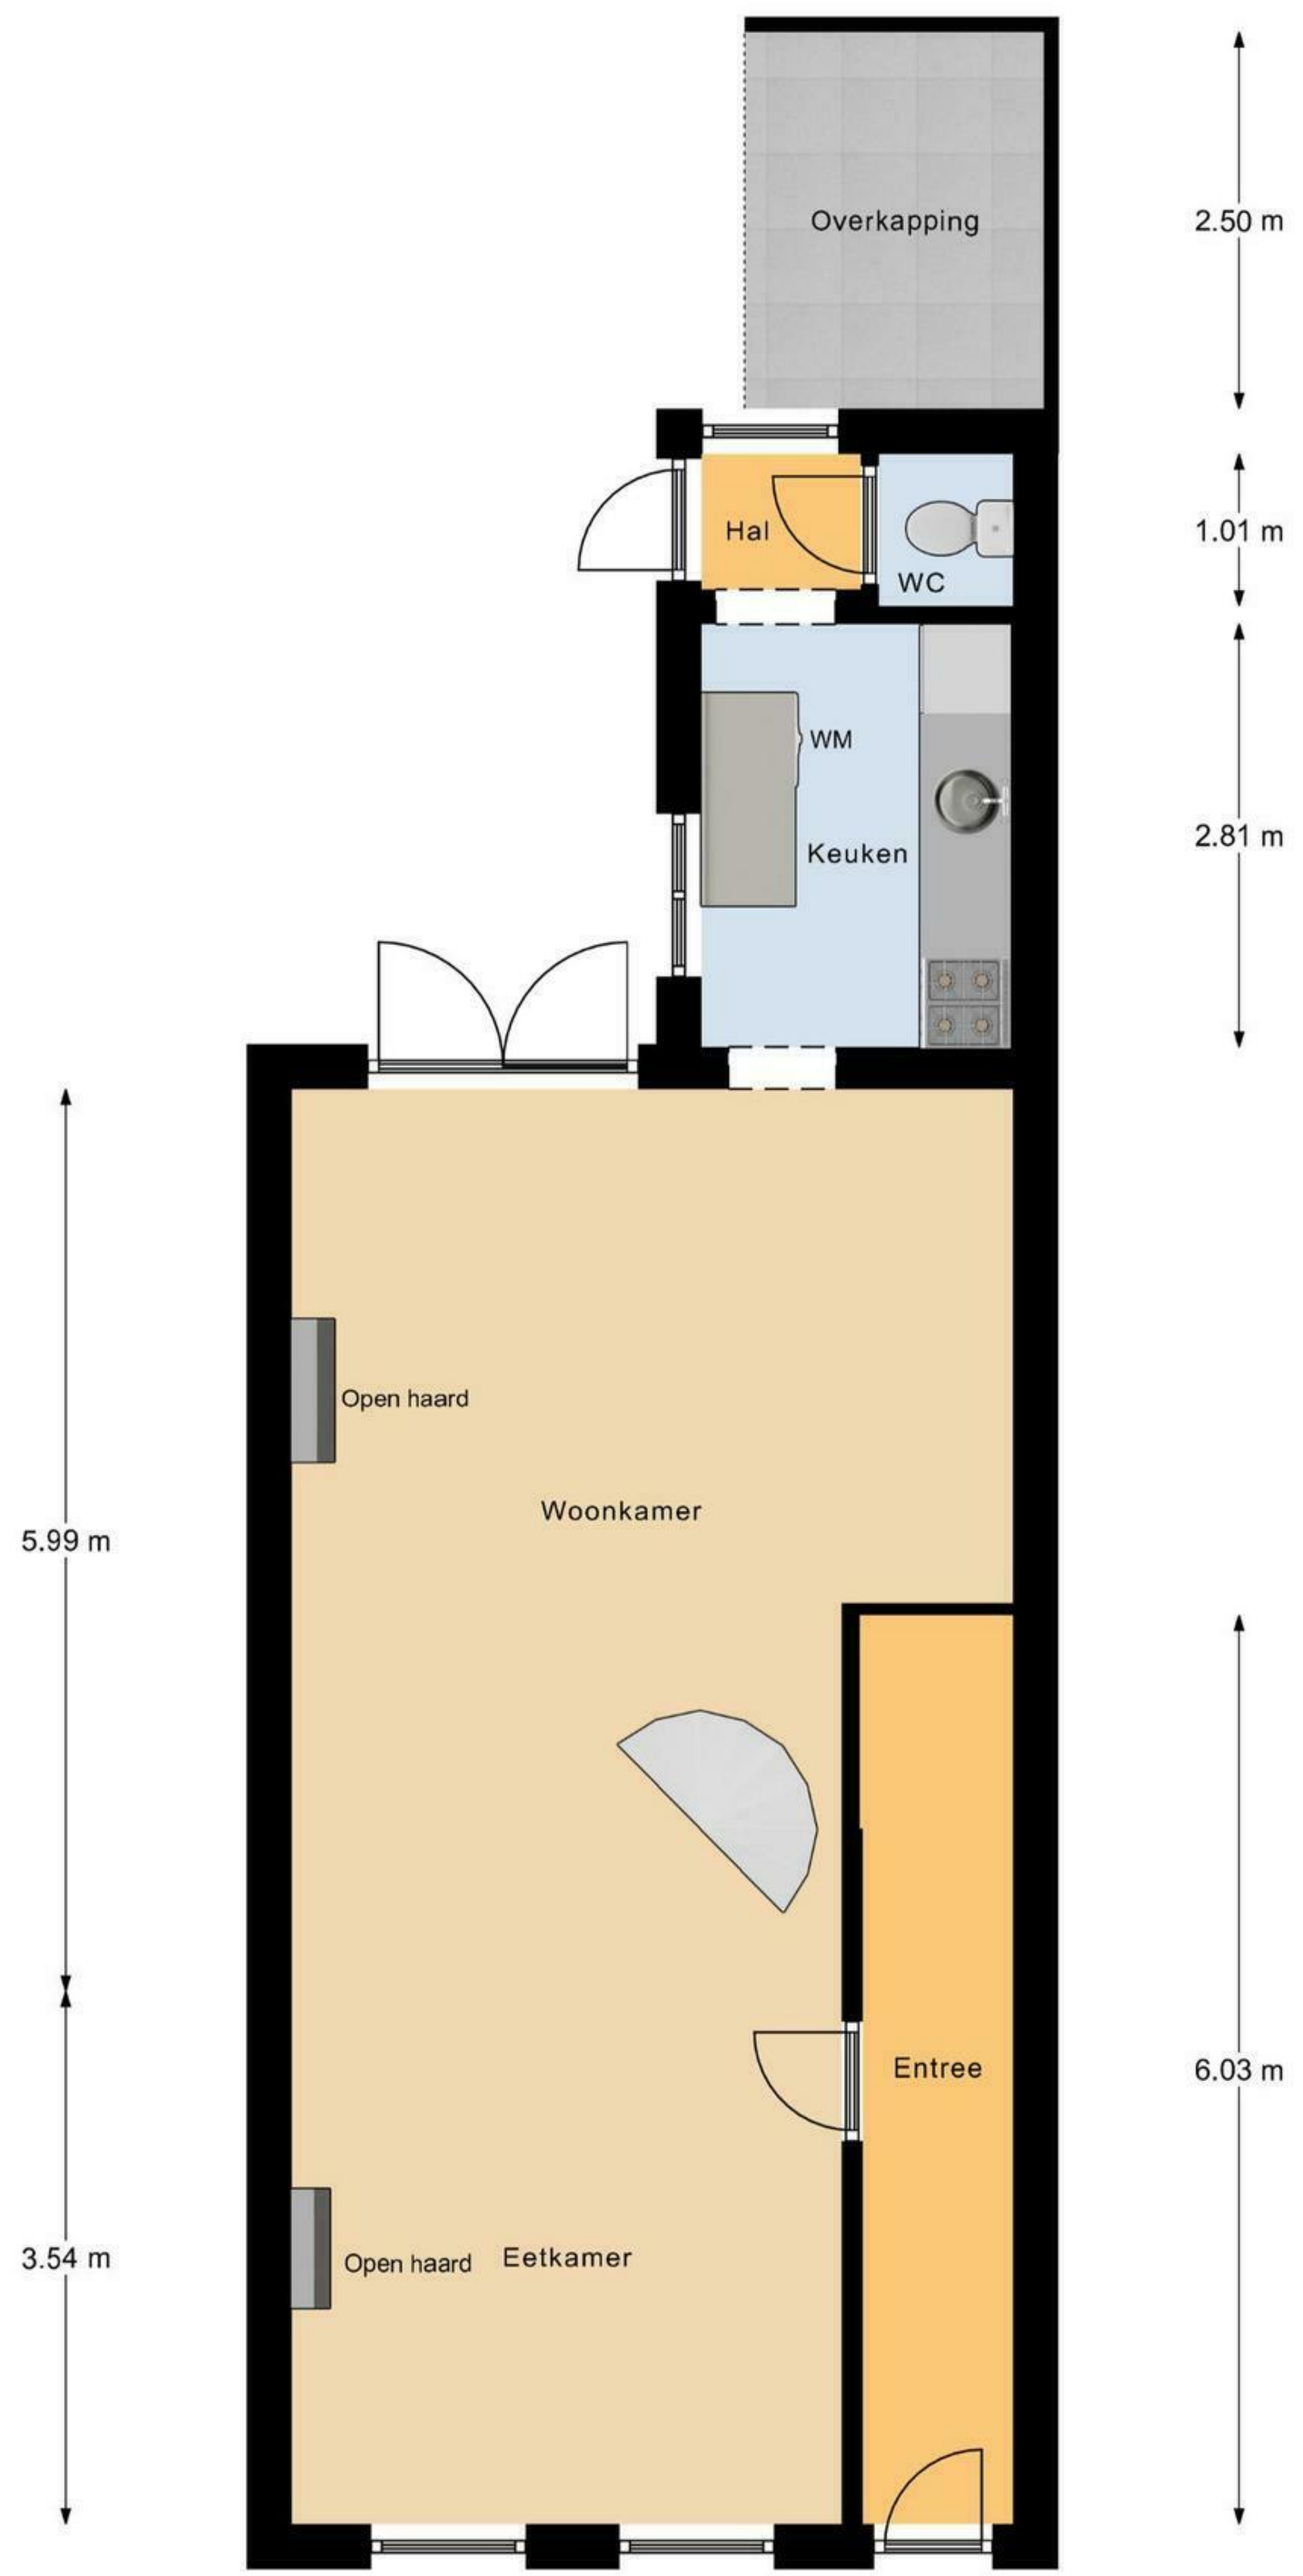 Overkapping
2.50 m
Hal
WC
1.01 m
WM
Keuken
2.81 m
Open haard
Woonkamer
5.99 m
Entree
6.03 m
Open haard
Eetkamer
3.54 m